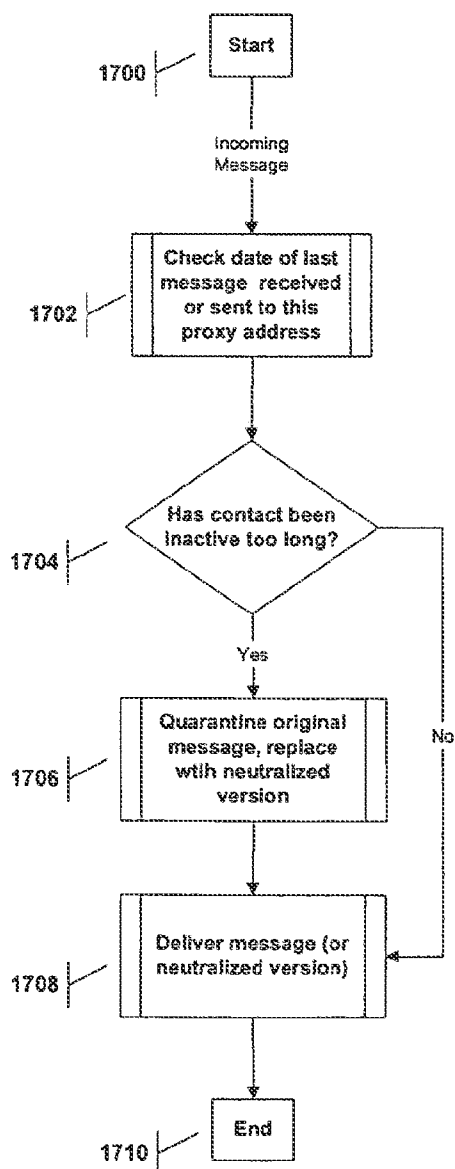 Start
1700
Incoming
Message
Check date of last
message received
or sent to this
proxy address
1702
Has contact been
inactive too long?
1704
Yes
No
Quarantine original
message, replace
wtih neutralized
version
1706
Deliver message (or
neutralized version)
1708
End
1710